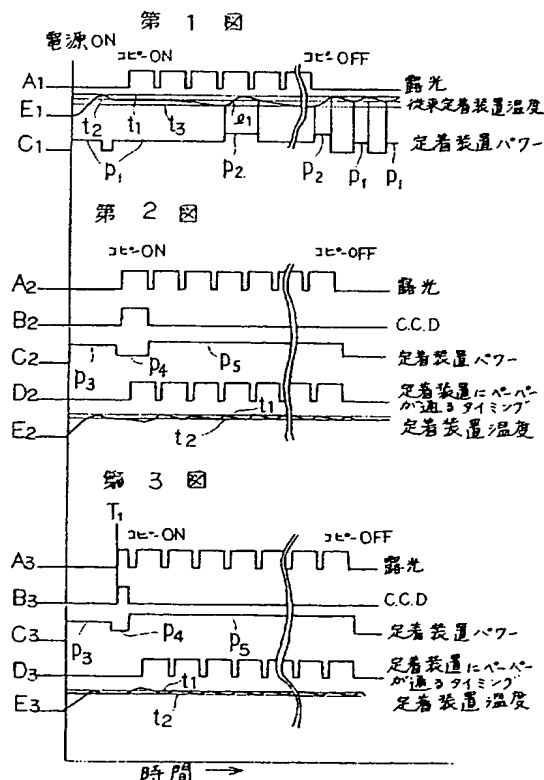 第 1 図
電源ON
コピーON
コピーOFF
A1
露光
E1
従来定着装置温度
t2
t1
t3
e1
C1
定着装置パワー
P1
P2
P2
P1
P1
第 2 図
コピーON
コピーOFF
A2
露光
B2
C.C.D
C2
定着装置パワー
P3
P4
P5
D2
定着装置にペーパーが
通るタイミング
t1
E2
定着装置温度
t2
第 3 図
T1
コピーON
コピーOFF
A3
露光
B3
C.C.D
C3
定着装置パワー
P3
P4
P5
D3
定着装置にペーパーが
通るタイミング
t1
E3
定着装置温度
t2
時間 →